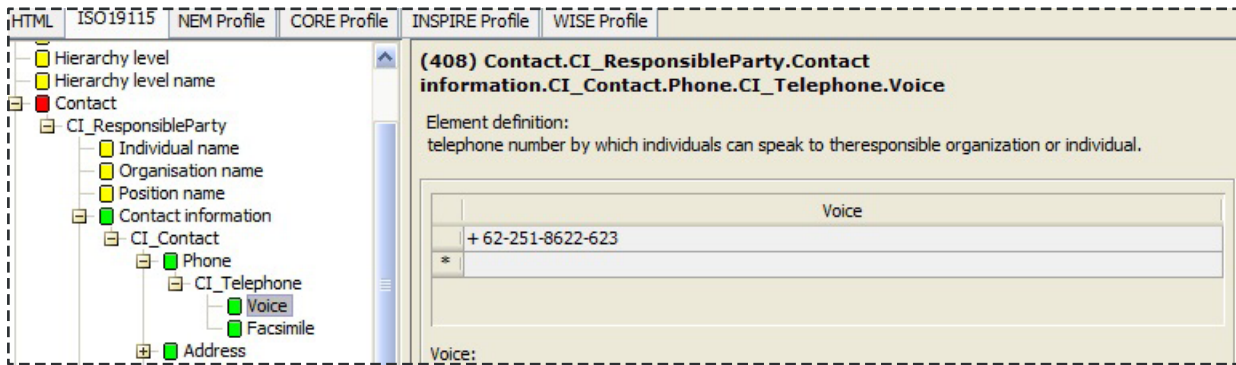 HTML ISO19115 NEM Profile CORE Profile INSPIRE Profile WISE Profile
Hierarchy level
Hierarchy level name
Contact
CI_ResponsibleParty
Individual name
Organisation name
Position name
Contact information
CI_Contact
Phone
CI_Telephone
Voice
Facsimile
Address
(408) Contact.CI_ResponsibleParty.Contact
information.CI_Contact.Phone.CI_Telephone.Voice
Element definition:
telephone number by which individuals can speak to theresponsible organization or individual.
Voice
+ 62-251-8622-623
*
Voice: